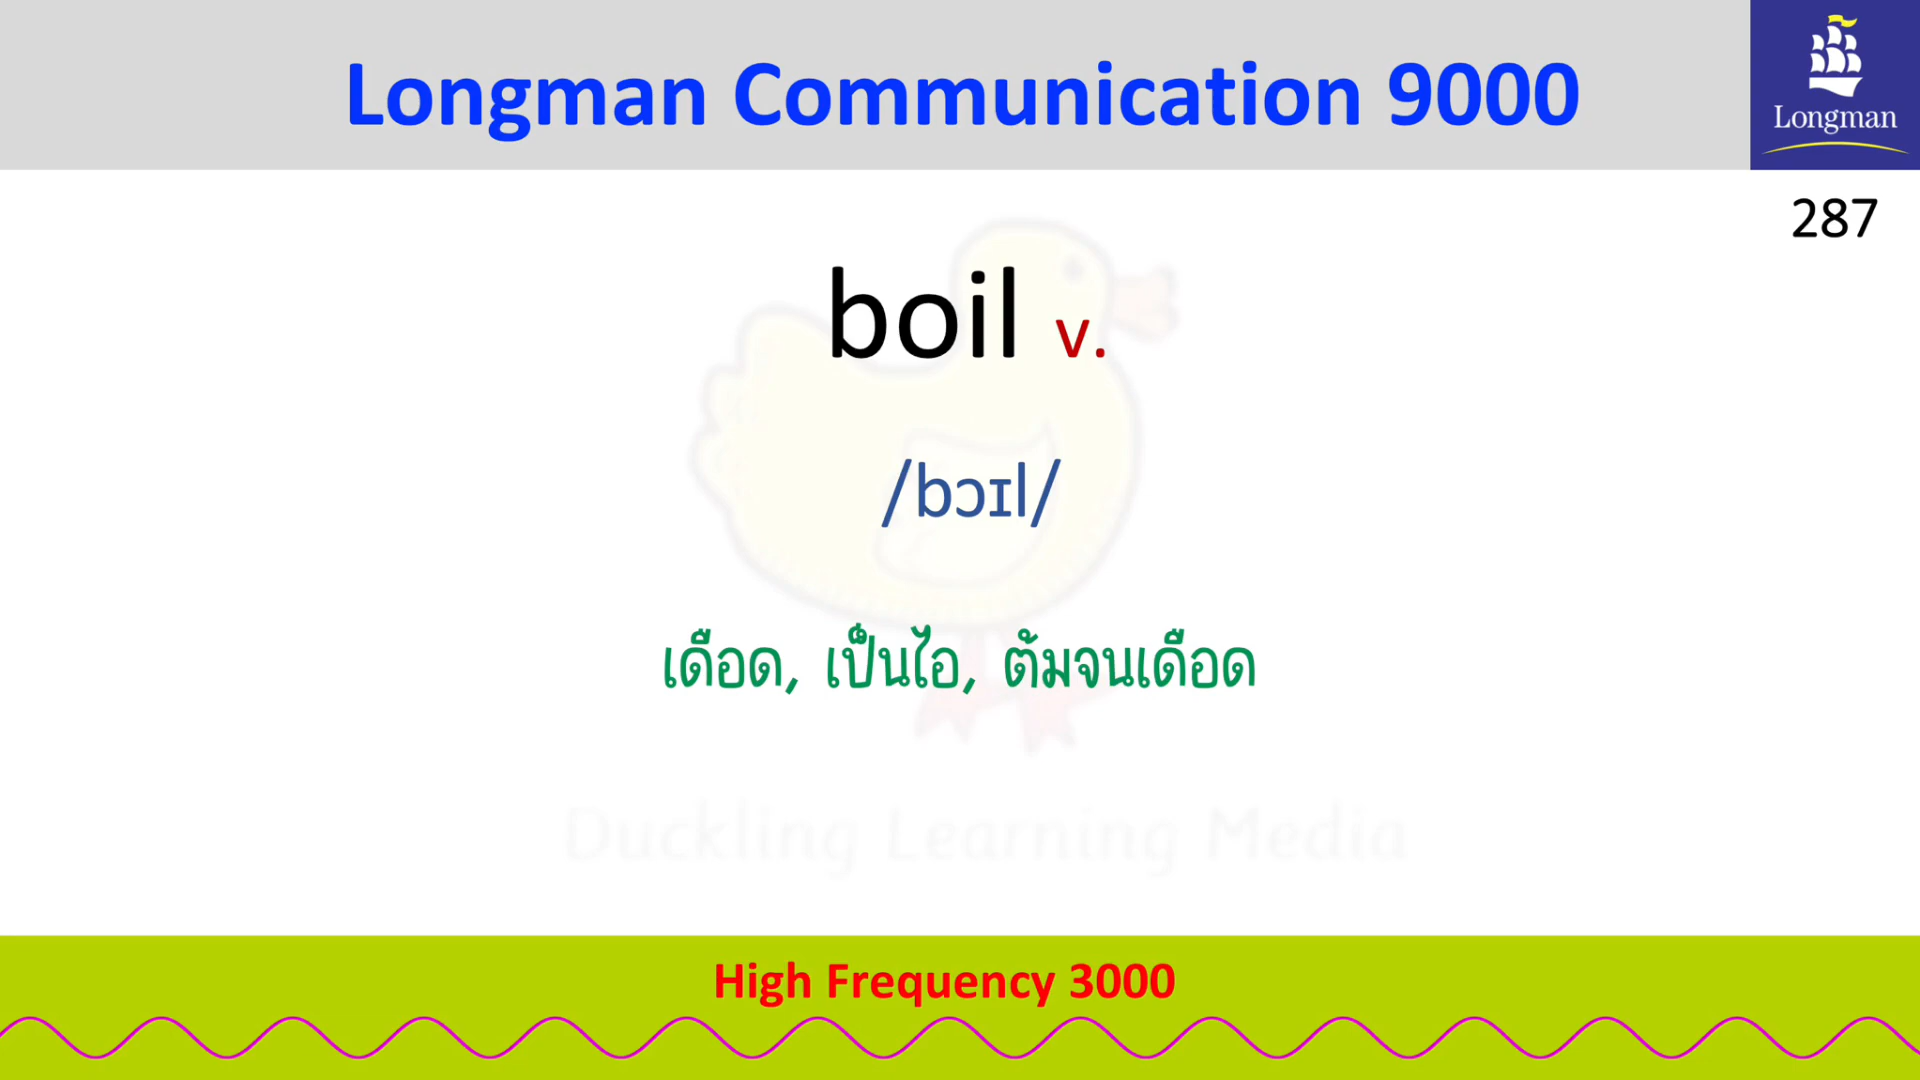 Longman Communication 9000
Longman
287
boil v.
/bɔɪl/
เดือด, เป็นไอ, ต้มจนเดือด
Duckling Learning Media
High Frequency 3000